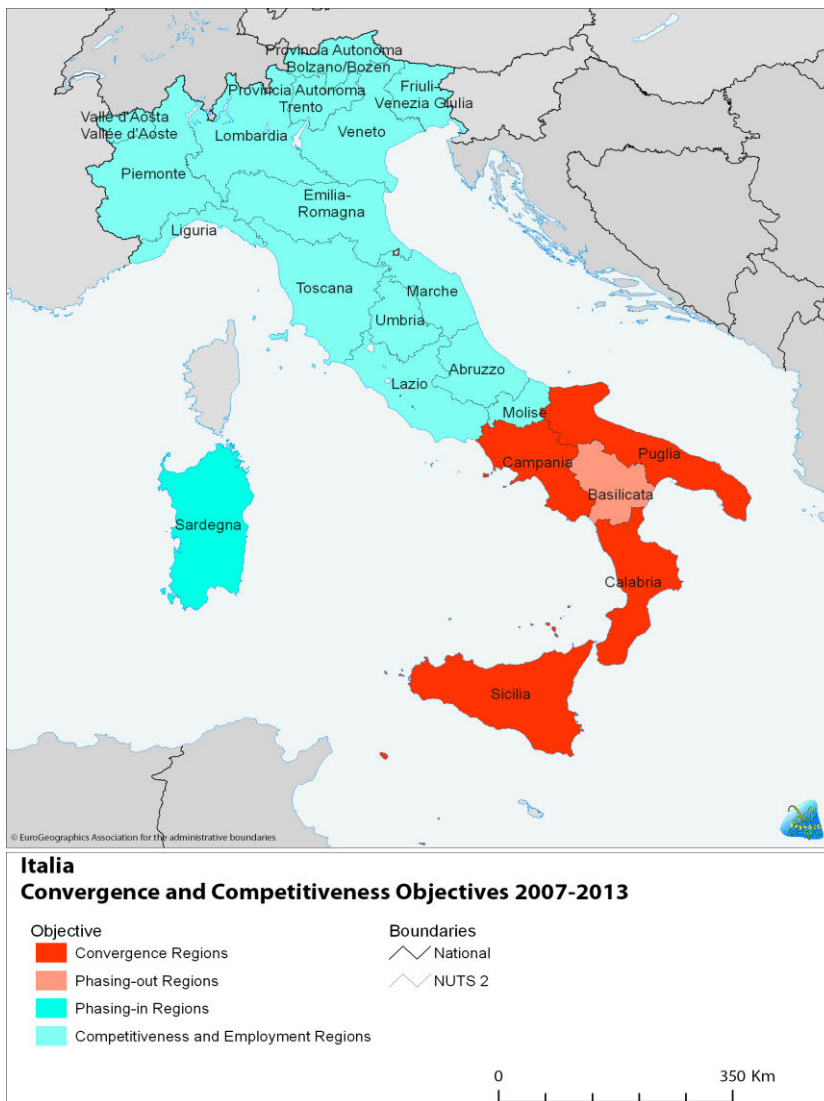 Provincia Autonoma
Bolzano/Bozen
Friuli-
Venezia Giulia
Provincia Autonoma
Trento
Valle d'Aosta
Vallée d'Aoste
Lombardia
Veneto
Piemonte
Emilia-
Romagna
Liguria
Toscana
Marche
Umbria
Abruzzo
Lazio
Molise
Campania
Puglia
Basilicata
Sardegna
Calabria
Sicilia
© EuroGeographics Association for the administrative boundaries
Italia
Convergence and Competitiveness Objectives 2007-2013
Objective
Convergence Regions
Phasing-out Regions
Phasing-in Regions
Competitiveness and Employment Regions
Boundaries
National
NUTS 2
0 350 Km